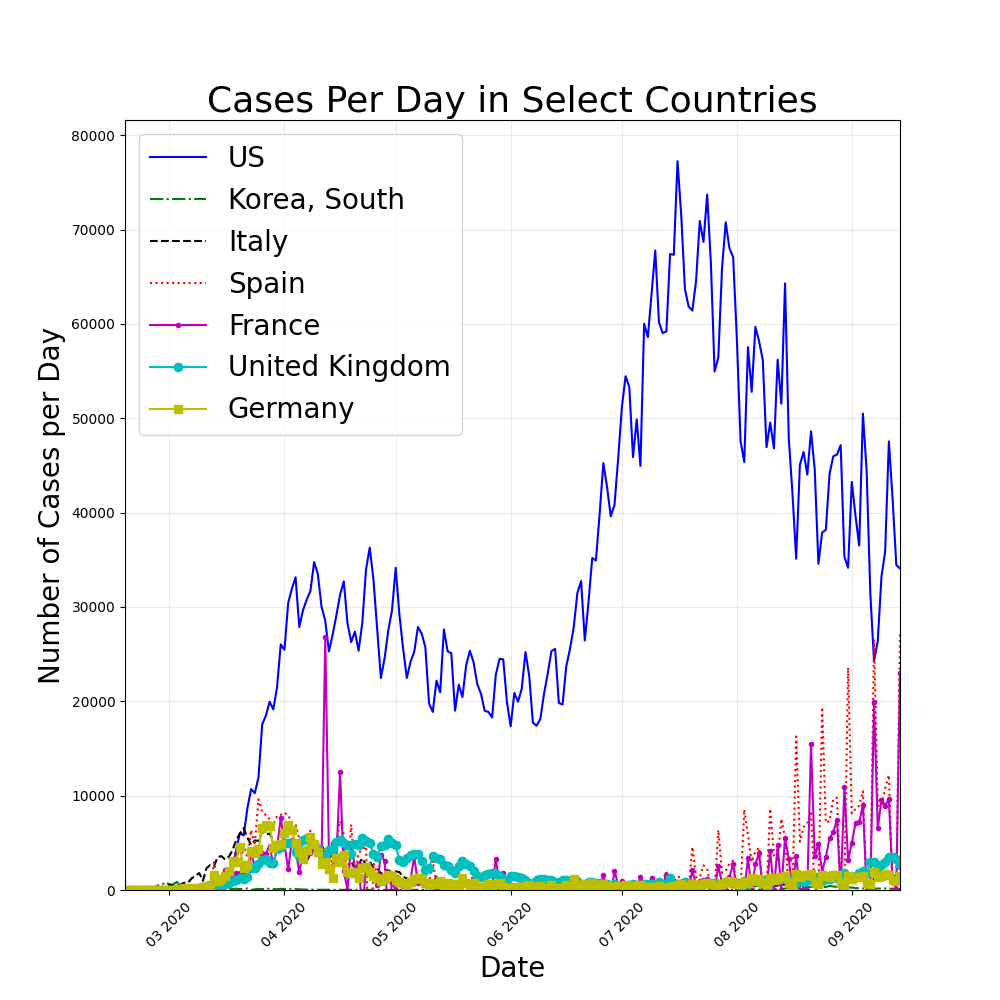 Cases Per Day in Select Countries
80000
70000
60000
50000
40000
30000
20000
10000
0
US
Korea, South
Italy
Spain
France
United Kingdom
Germany
Number of Cases per Day
03 2020
04 2020
05 2020
06 2020
07 2020
08 2020
09 2020
Date